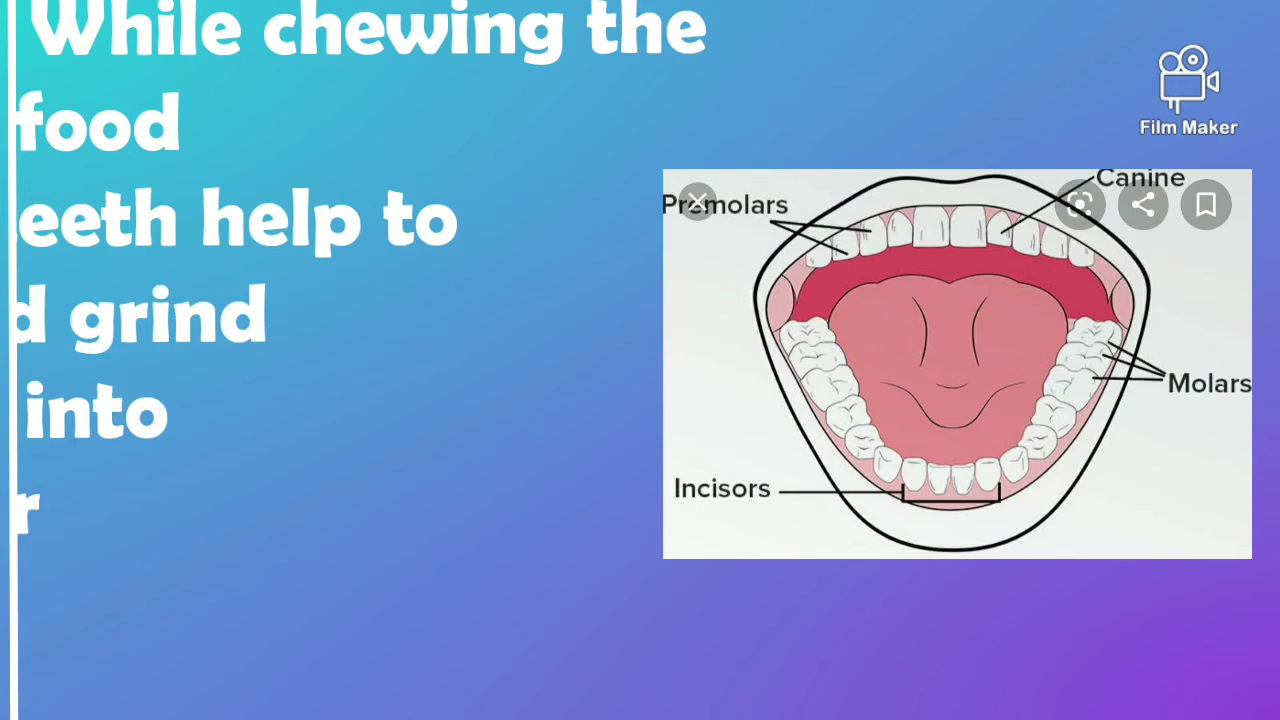 While chewing the
food
eeth help to
d grind
into
r
Film Maker
Canine
Premolars
Molars
Incisors